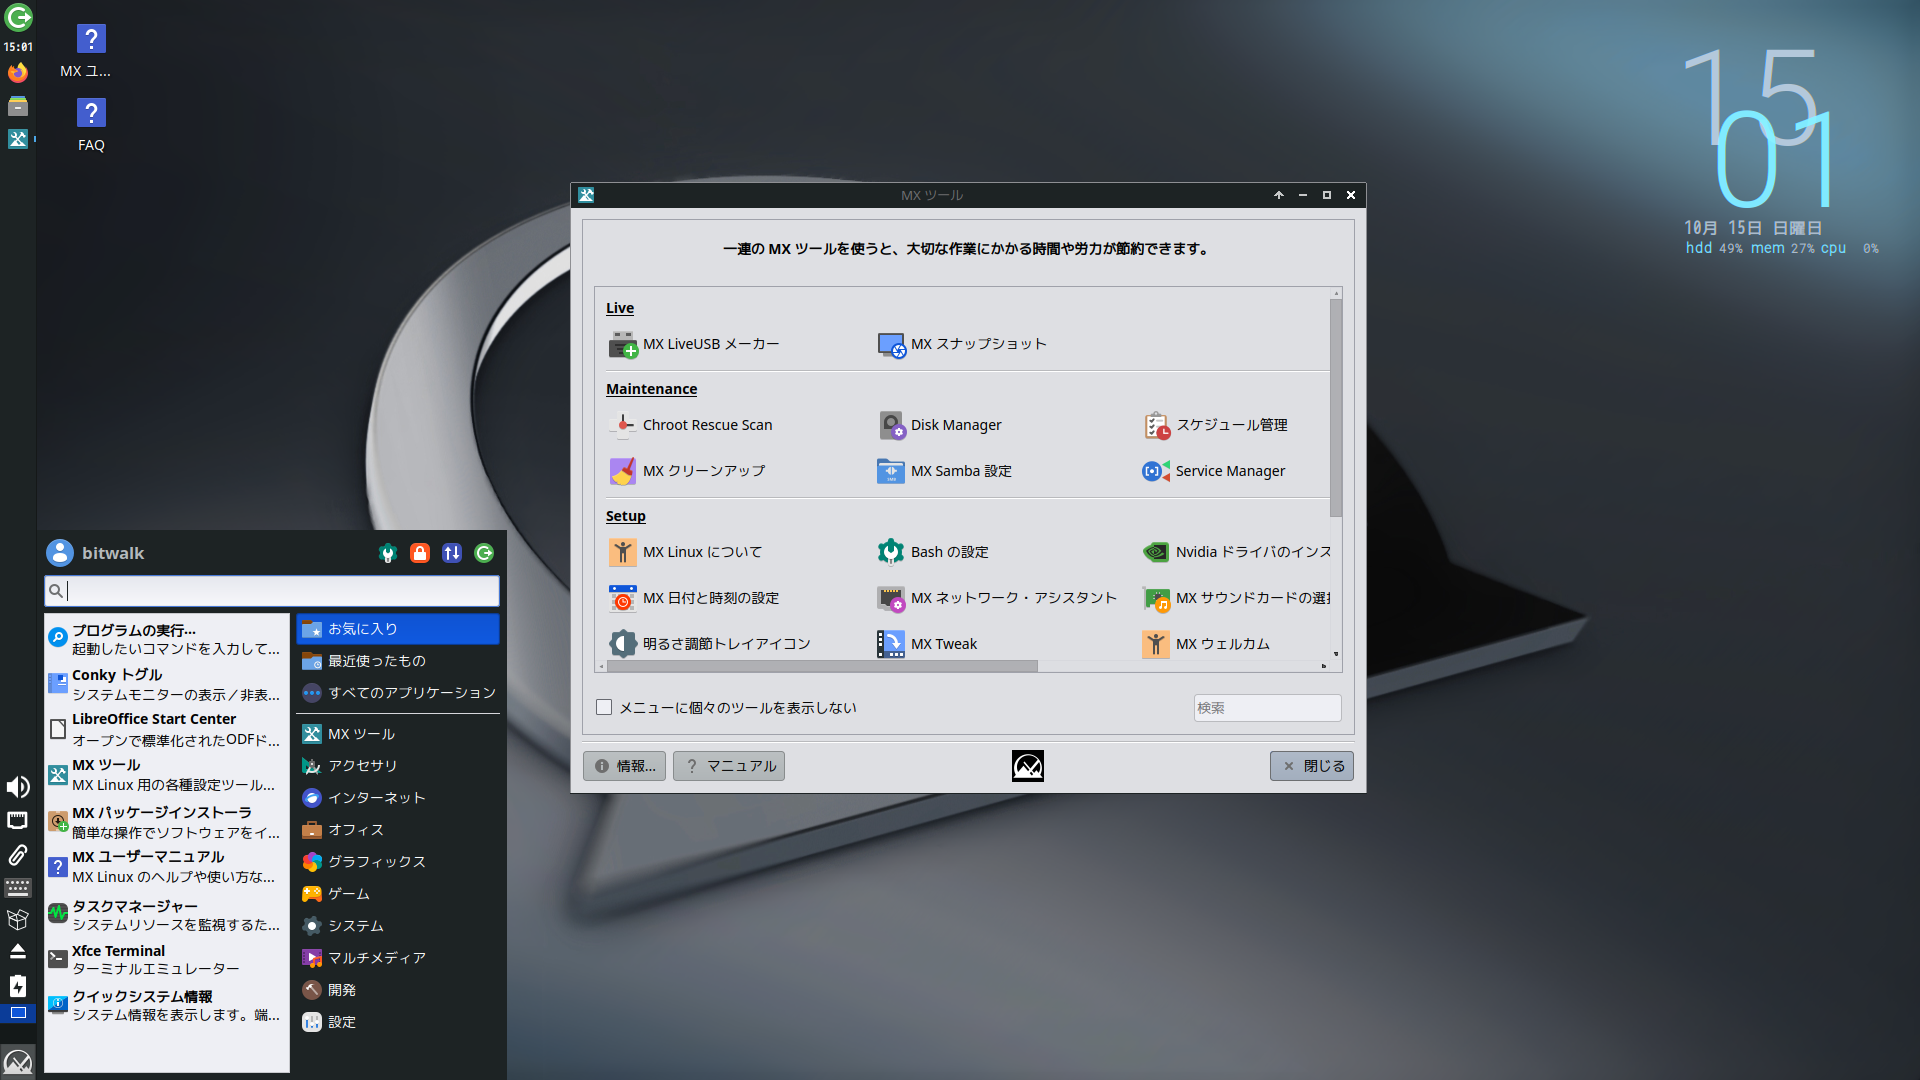 15:01
MX ユ...
FAQ
15
01
10月 15日 日曜日
hdd 49% mem 27% cpu 0%
MX ツール
一連の MX ツールを使うと、大切な作業にかかる時間や労力が節約できます。
Live
MX LiveUSB メーカー
MX スナップショット
Maintenance
Chroot Rescue Scan
Disk Manager
スケジュール管理
MX クリーンアップ
MX Samba 設定
Service Manager
Setup
MX Linux について
Bash の設定
Nvidia ドライバのインス
MX 日付と時刻の設定
MX ネットワーク・アシスタント
MX サウンドカードの選
明るさ調節トレイアイコン
MX Tweak
MX ウェルカム
メニューに個々のツールを表示しない
検索
情報...
? マニュアル
閉じる
bitwalk
プログラムの実行...
起動したいコマンドを入力して...
Conky トグル
システムモニターの表示／非表...
LibreOffice Start Center
オープンで標準化されたODFド...
MX ツール
MX Linux 用の各種設定ツール...
MX パッケージインストーラ
簡単な操作でソフトウェアをイ...
MX ユーザーマニュアル
MX Linux のヘルプや使い方な...
タスクマネージャー
システムリソースを監視するた...
Xfce Terminal
ターミナルエミュレーター
クイックシステム情報
システム情報を表示します。端...
お気に入り
最近使ったもの
すべてのアプリケーション
MX ツール
アクセサリ
インターネット
オフィス
グラフィックス
ゲーム
システム
マルチメディア
開発
設定